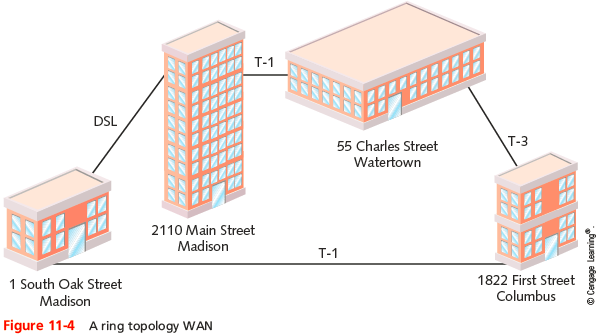 T-1
DSL
55 Charles Street
Watertown
T-3
2110 Main Street
Madison
T-1
1 South Oak Street
Madison
1822 First Street
Columbus
© Cengage Learning®.
Figure 11-4 A ring topology WAN